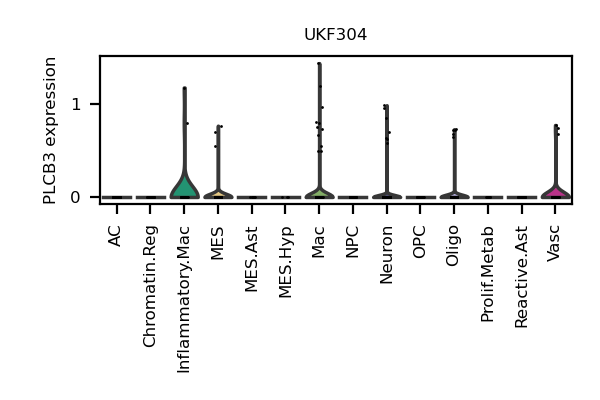 UKF304
PLCB3 expression
1
0
AC
Chromatin.Reg
Inflammatory.Mac
MES
MES.Ast
MES.Hyp
Mac
NPC
Neuron
OPC
Oligo
Prolif.Metab
Reactive.Ast
Vasc